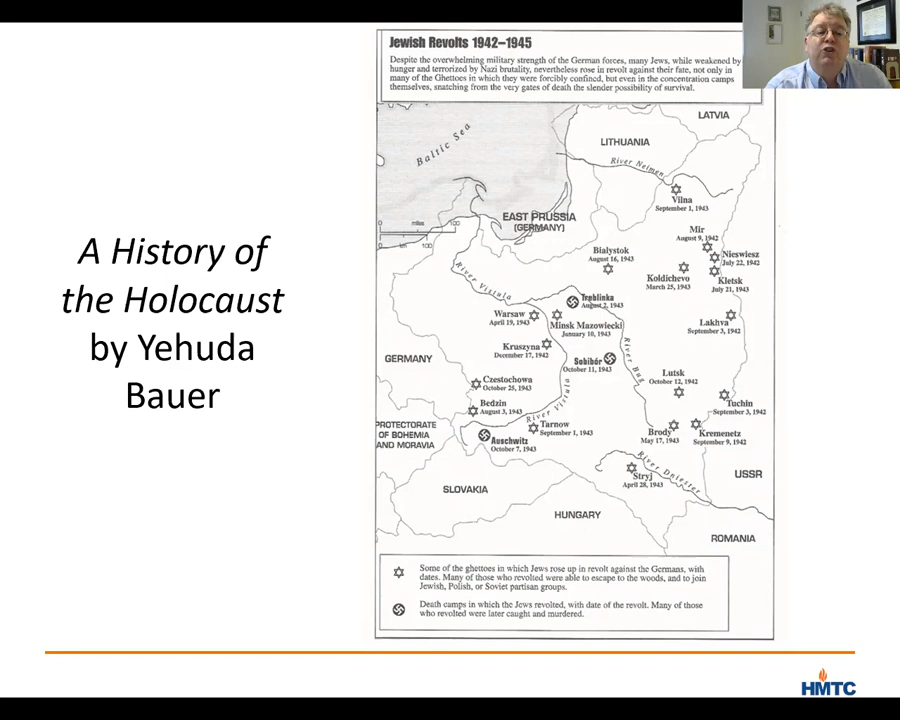 A History of
the Holocaust
by Yehuda
Bauer
Jewish Revolts 1942–1945
Despite the overwhelming military strength of the German forces, many Jews, while weakened by
hunger and terrorized by Nazi brutality, nevertheless rose in revolt against their fate, not only in
many of the Ghettoes in which they were forcibly confined, but even in the concentration camps
themselves, snatching from the very gates of death the slender possibility of survival.
LATVIA
Baltic Sea
LITHUANIA
River Neimen
Vilna
September 1, 1943
0 miles 100
0 km 100
EAST PRUSSIA
(GERMANY)
Mir
August 9, 1942
Bialystok
August 16, 1943
Nieswiesz
July 22, 1942
Koldichevo
March 25, 1943
Kletsk
July 21, 1943
River Vistula
Treblinka
August 2, 1943
Warsaw
April 19, 1943
Minsk Mazowiecki
January 10, 1943
Lakhva
September 3, 1942
Kruszyna
December 17, 1942
River Bug
GERMANY
Sobibór
October 11, 1943
Lutsk
October 12, 1942
Czestochowa
October 25, 1943
Bedzin
August 3, 1943
Tuchin
September 3, 1942
River Vistula
PROTECTORATE
OF BOHEMIA
AND MORAVIA
Tarnow
September 1, 1943
Brody
May 17, 1943
Kremenetz
September 9, 1942
Auschwitz
October 7, 1943
River Dniester
Stryj
April 28, 1943
USSR
SLOVAKIA
HUNGARY
ROMANIA
Some of the ghettoes in which Jews rose up in revolt against the Germans, with
dates. Many of those who revolted were able to escape to the woods, and to join
Jewish, Polish, or Soviet partisan groups.
Death camps in which the Jews revolted, with date of the revolt. Many of those
who revolted were later caught and murdered.
HMTC